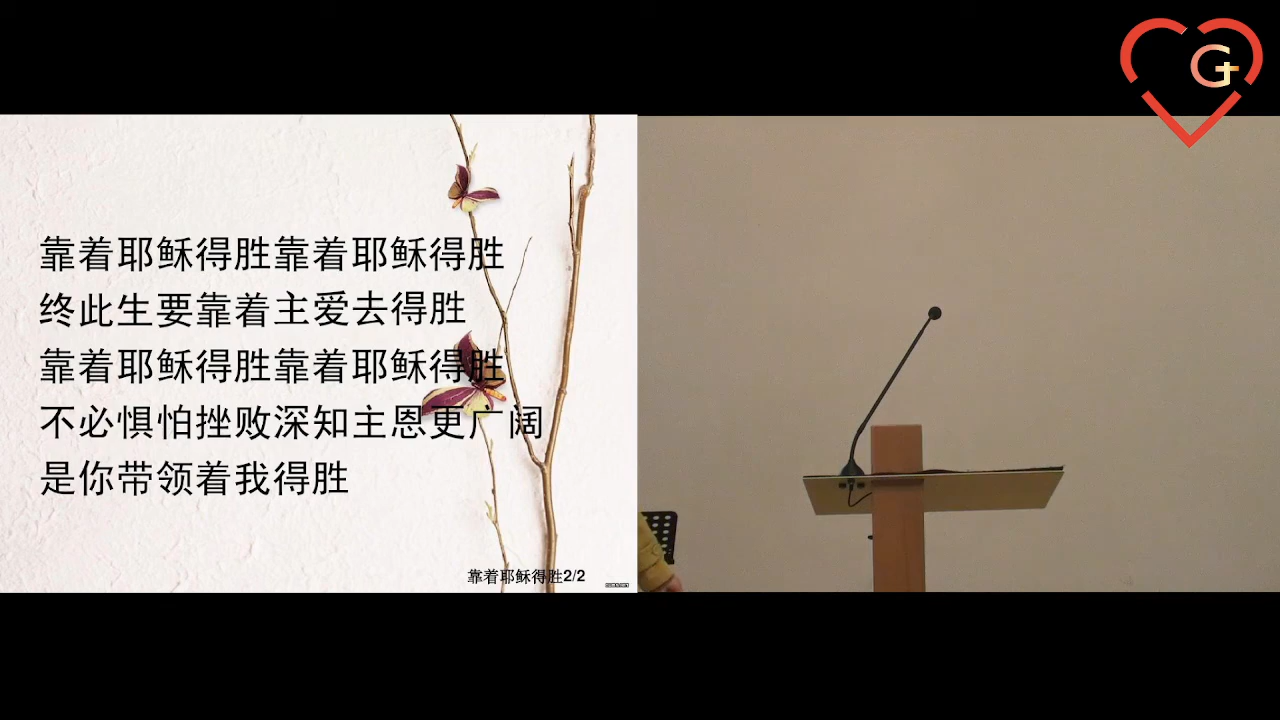 靠着耶稣得胜靠着耶稣得胜
终此生要靠着主爱去得胜
靠着耶稣得胜靠着耶稣得胜
不必惧怕挫败深知主恩更广阔
是你带领着我得胜
靠着耶稣得胜2/2
G